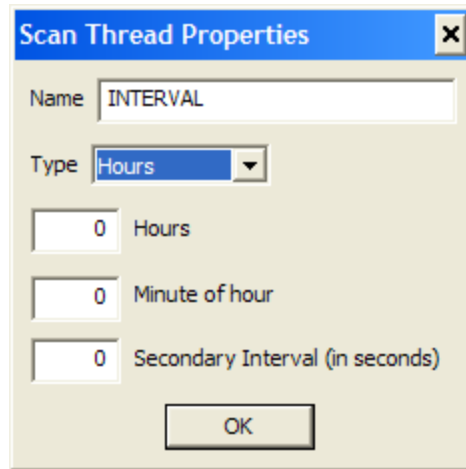 Scan Thread Properties
Name INTERVAL
Type Hours
0 Hours
0 Minute of hour
0 Secondary Interval (in seconds)
OK